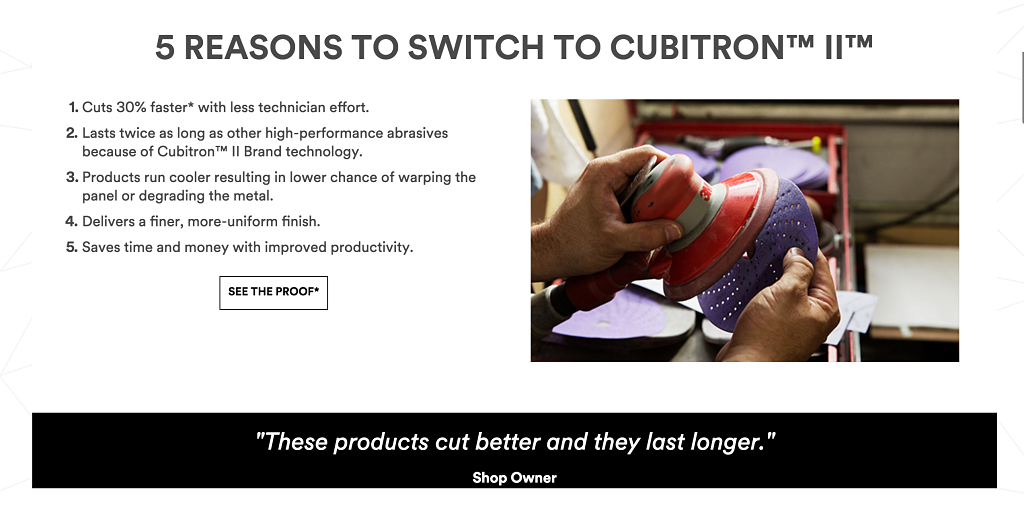 5 REASONS TO SWITCH TO CUBITRON™ II™
1. Cuts 30% faster* with less technician effort.
2. Lasts twice as long as other high-performance abrasives
because of Cubitron™ II Brand technology.
3. Products run cooler resulting in lower chance of warping the
panel or degrading the metal.
4. Delivers a finer, more-uniform finish.
5. Saves time and money with improved productivity.
SEE THE PROOF*
"These products cut better and they last longer."
Shop Owner